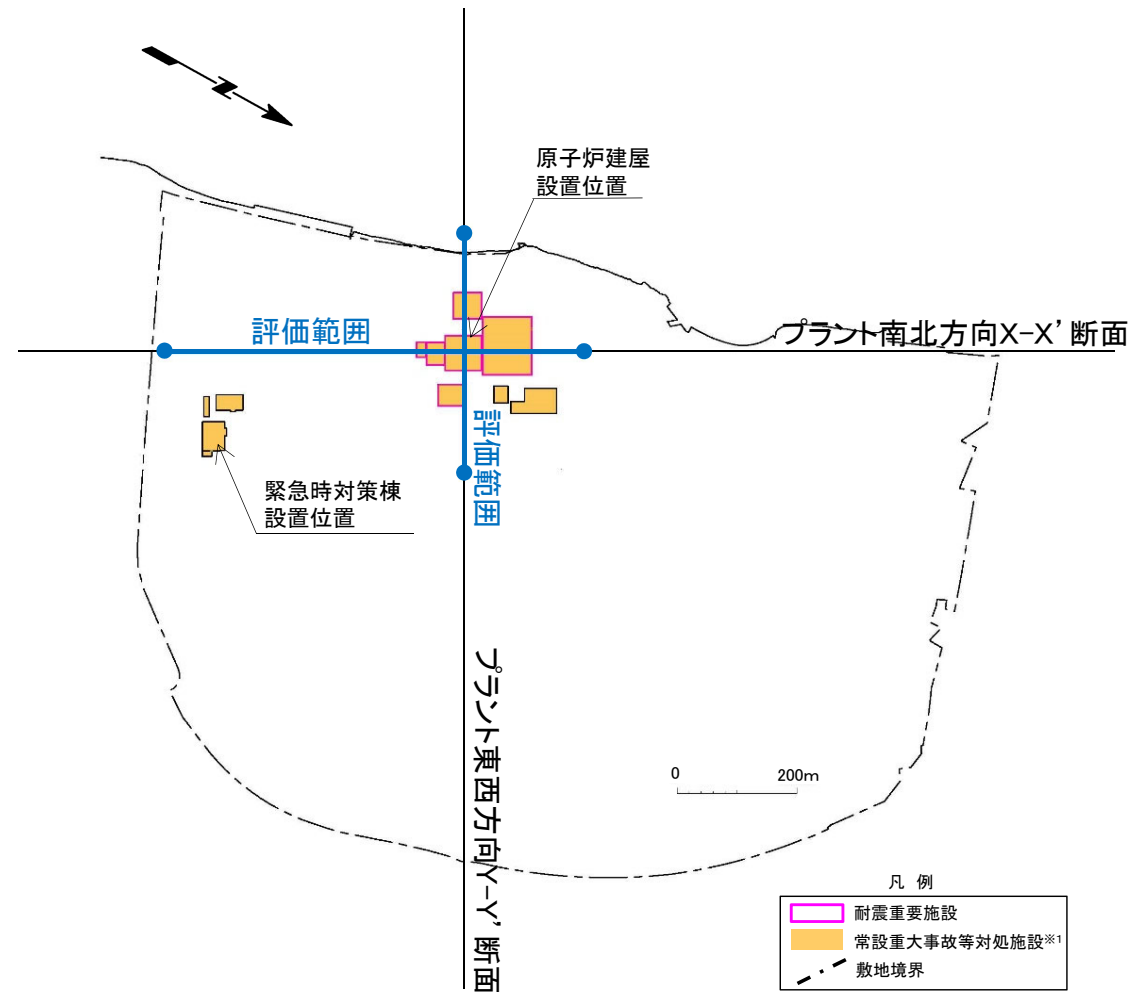 N
原子炉建屋
設置位置
評価範囲
プラント南北方向X-X’断面
評価範囲
緊急時対策棟
設置位置
プラント東西方向Y-Y’断面
0 200m
凡 例
耐震重要施設
常設重大事故等対処施設※1
敷地境界